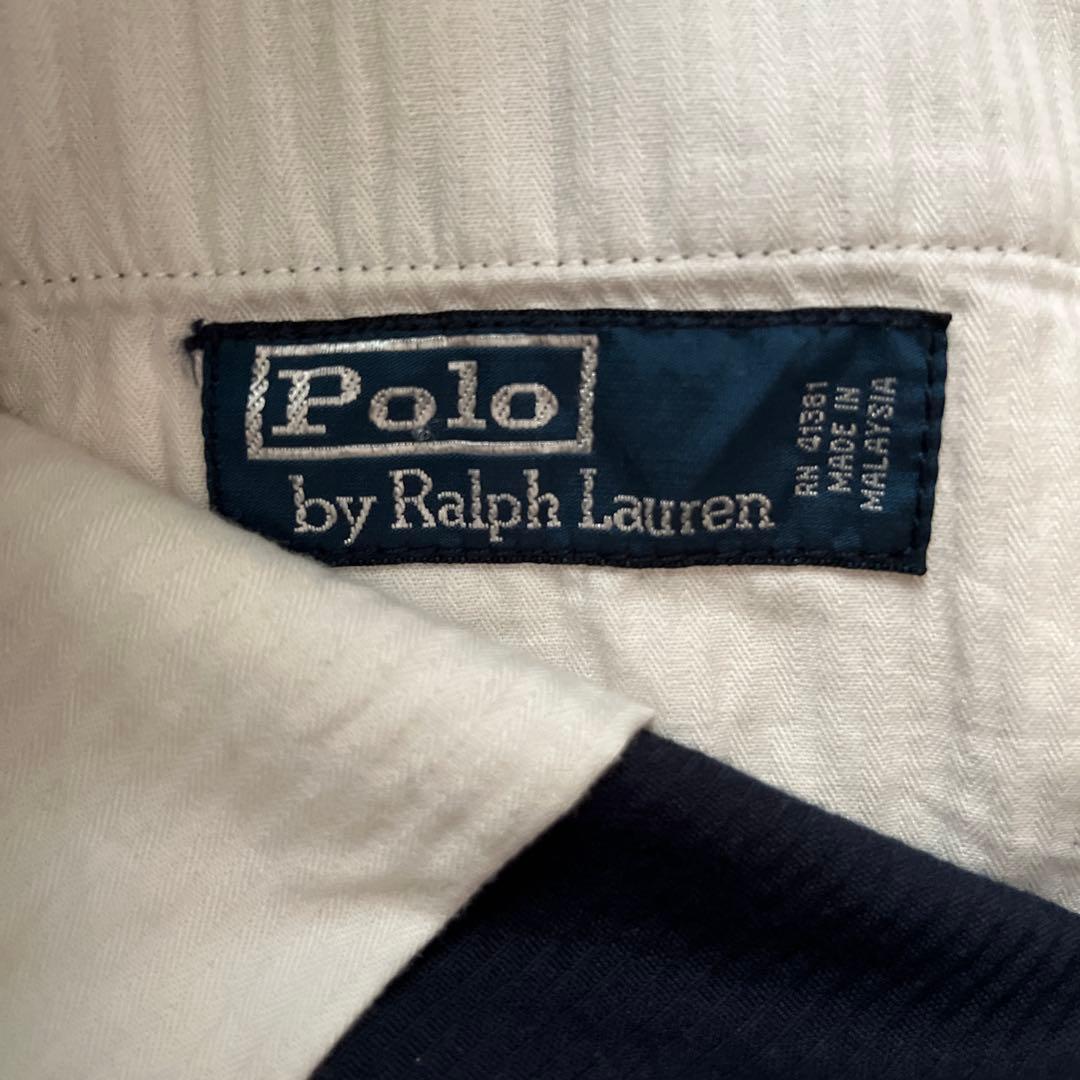 Polo
by Ralph Lauren
RN 41381
MADE IN
MALAYSIA